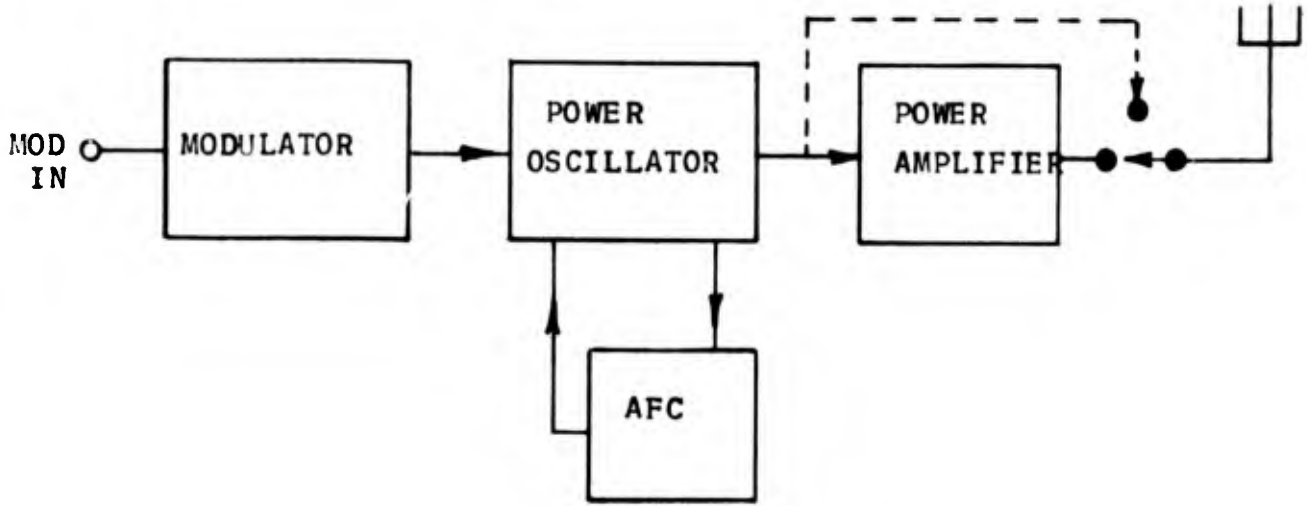 MOD
IN
MODULATOR
POWER
OSCILLATOR
POWER
AMPLIFIER
AFC